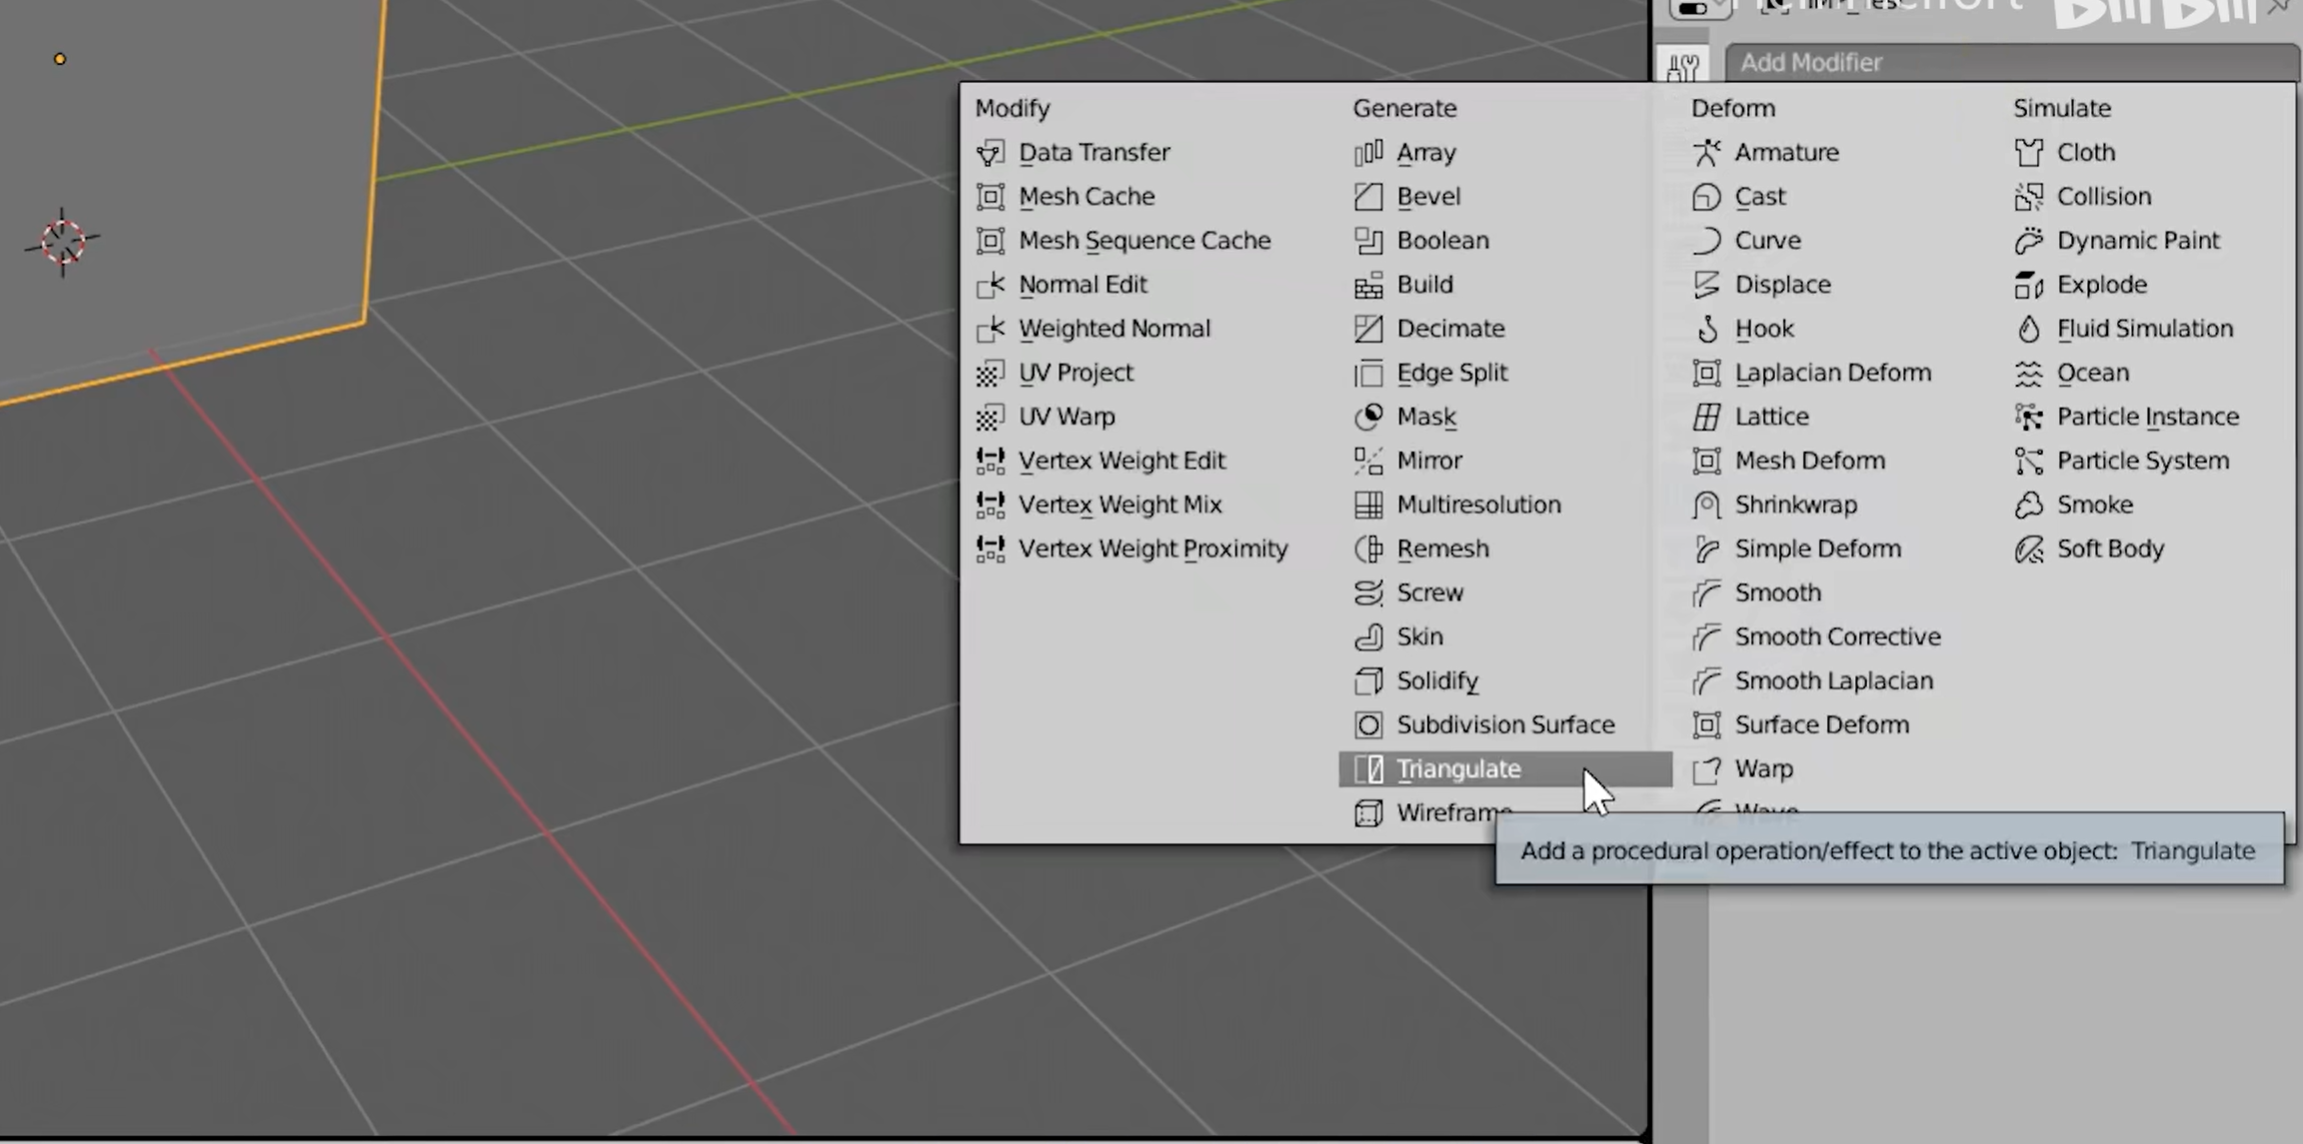 Add Modifier
Modify
Data Transfer
Mesh Cache
Mesh Sequence Cache
Normal Edit
Weighted Normal
UV Project
UV Warp
Vertex Weight Edit
Vertex Weight Mix
Vertex Weight Proximity
Generate
Array
Bevel
Boolean
Build
Decimate
Edge Split
Mask
Mirror
Multiresolution
Remesh
Screw
Skin
Solidify
Subdivision Surface
Triangulate
Wireframe
Deform
Armature
Cast
Curve
Displace
Hook
Laplacian Deform
Lattice
Mesh Deform
Shrinkwrap
Simple Deform
Smooth
Smooth Corrective
Smooth Laplacian
Surface Deform
Warp
Wave
Simulate
Cloth
Collision
Dynamic Paint
Explode
Fluid Simulation
Ocean
Particle Instance
Particle System
Smoke
Soft Body
Add a procedural operation/effect to the active object: Triangulate